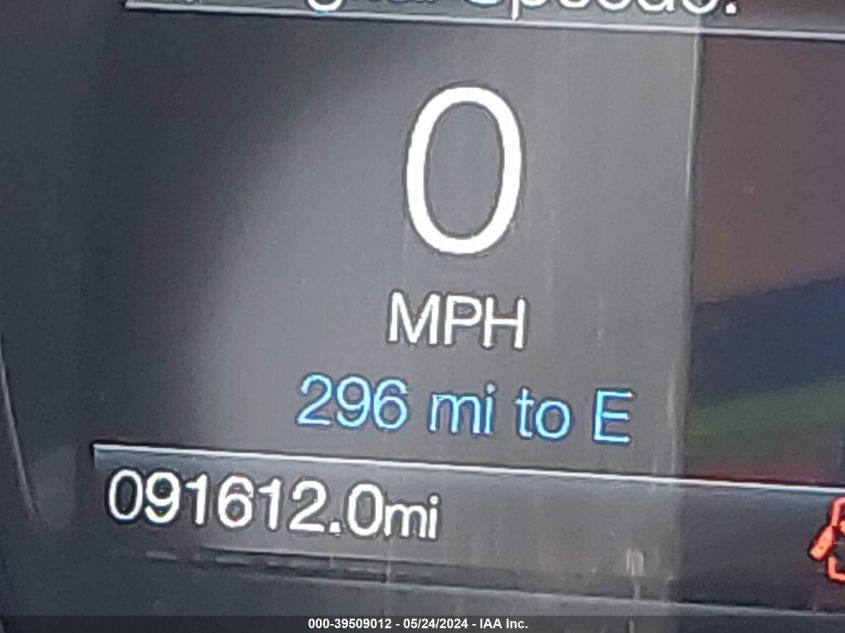 0
MPH
296 mi to E
091612.0mi
000-39509012 - 05/24/2024 - IAA Inc.